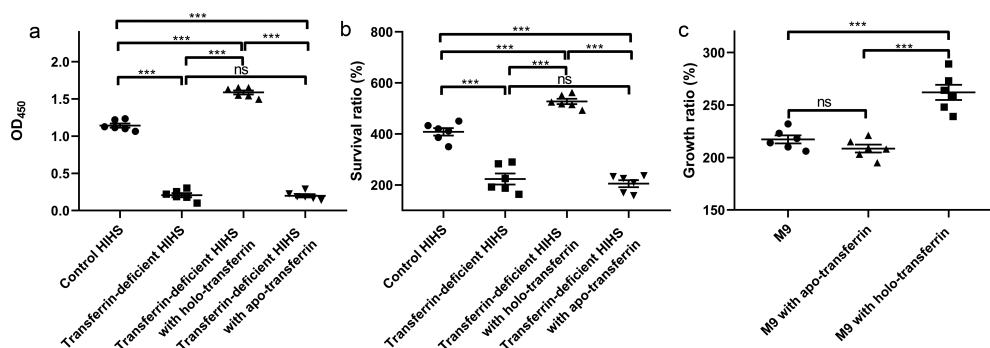 a
***
***
***
***
***
ns
OD450
2.0
1.5
1.0
0.5
0.0
Control HIHS
Transferrin-deficient HIHS
Transferrin-deficient HIHS
with holo-transferrin
Transferrin-deficient HIHS
with apo-transferrin
b
***
***
***
***
***
ns
Survival ratio (%)
800
600
400
200
Control HIHS
Transferrin-deficient HIHS
Transferrin-deficient HIHS
with holo-transferrin
Transferrin-deficient HIHS
with apo-transferrin
c
***
***
ns
Growth ratio (%)
300
250
200
150
M9
M9 with apo-transferrin
M9 with holo-transferrin